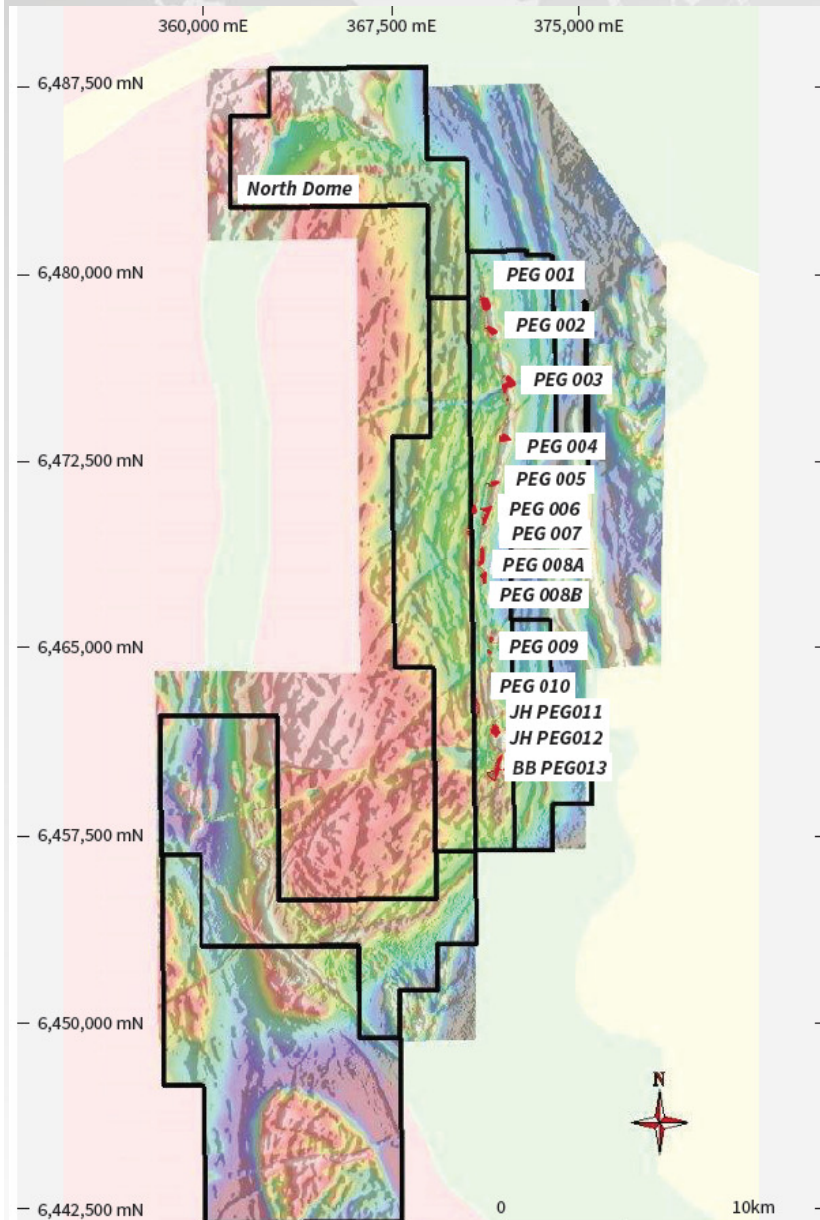 360,000 mE 367,500 mE 375,000 mE
6,487,500 mN
North Dome
6,480,000 mN
PEG 001
PEG 002
PEG 003
PEG 004
6,472,500 mN
PEG 005
PEG 006
PEG 007
PEG 008A
PEG 008B
6,465,000 mN
PEG 009
PEG 010
JH PEG011
JH PEG012
BB PEG013
6,457,500 mN
6,450,000 mN
N
6,442,500 mN
0 10km